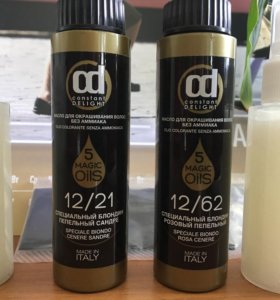 cd
constant
DELIGHT
МАСЛО ДЛЯ ОКРАШИВАНИЯ ВОЛОС
БЕЗ АММИАКА
OLIO COLORANTE SENZA AMMONIACA
5
MAGIC
OILS
12/21
СПЕЦИАЛЬНЫЙ БЛОНДИН
ПЕПЕЛЬНЫЙ САНДРЕ
SPECIALE BIONDO
CENERE SANDRE
MADE IN
ITALY
cd
constant
DELIGHT
МАСЛО ДЛЯ ОКРАШИВАНИЯ ВОЛОС
БЕЗ АММИАКА
OLIO COLORANTE SENZA AMMONIACA
5
MAGIC
OILS
12/62
СПЕЦИАЛЬНЫЙ БЛОНДИН
РОЗОВЫЙ ПЕПЕЛЬНЫЙ
SPECIALE BIONDO
ROSA CENERE
MADE IN
ITALY